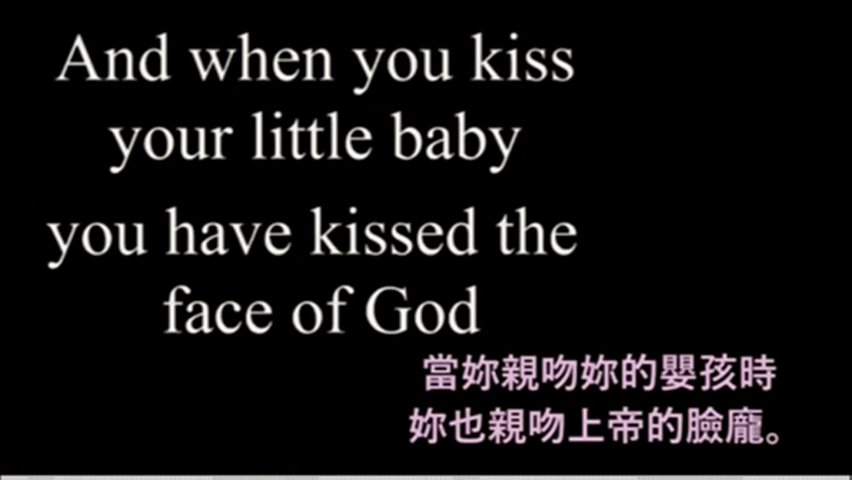 And when you kiss
your little baby
you have kissed the
face of God
當妳親吻妳的嬰孩時
妳也親吻上帝的臉龐。